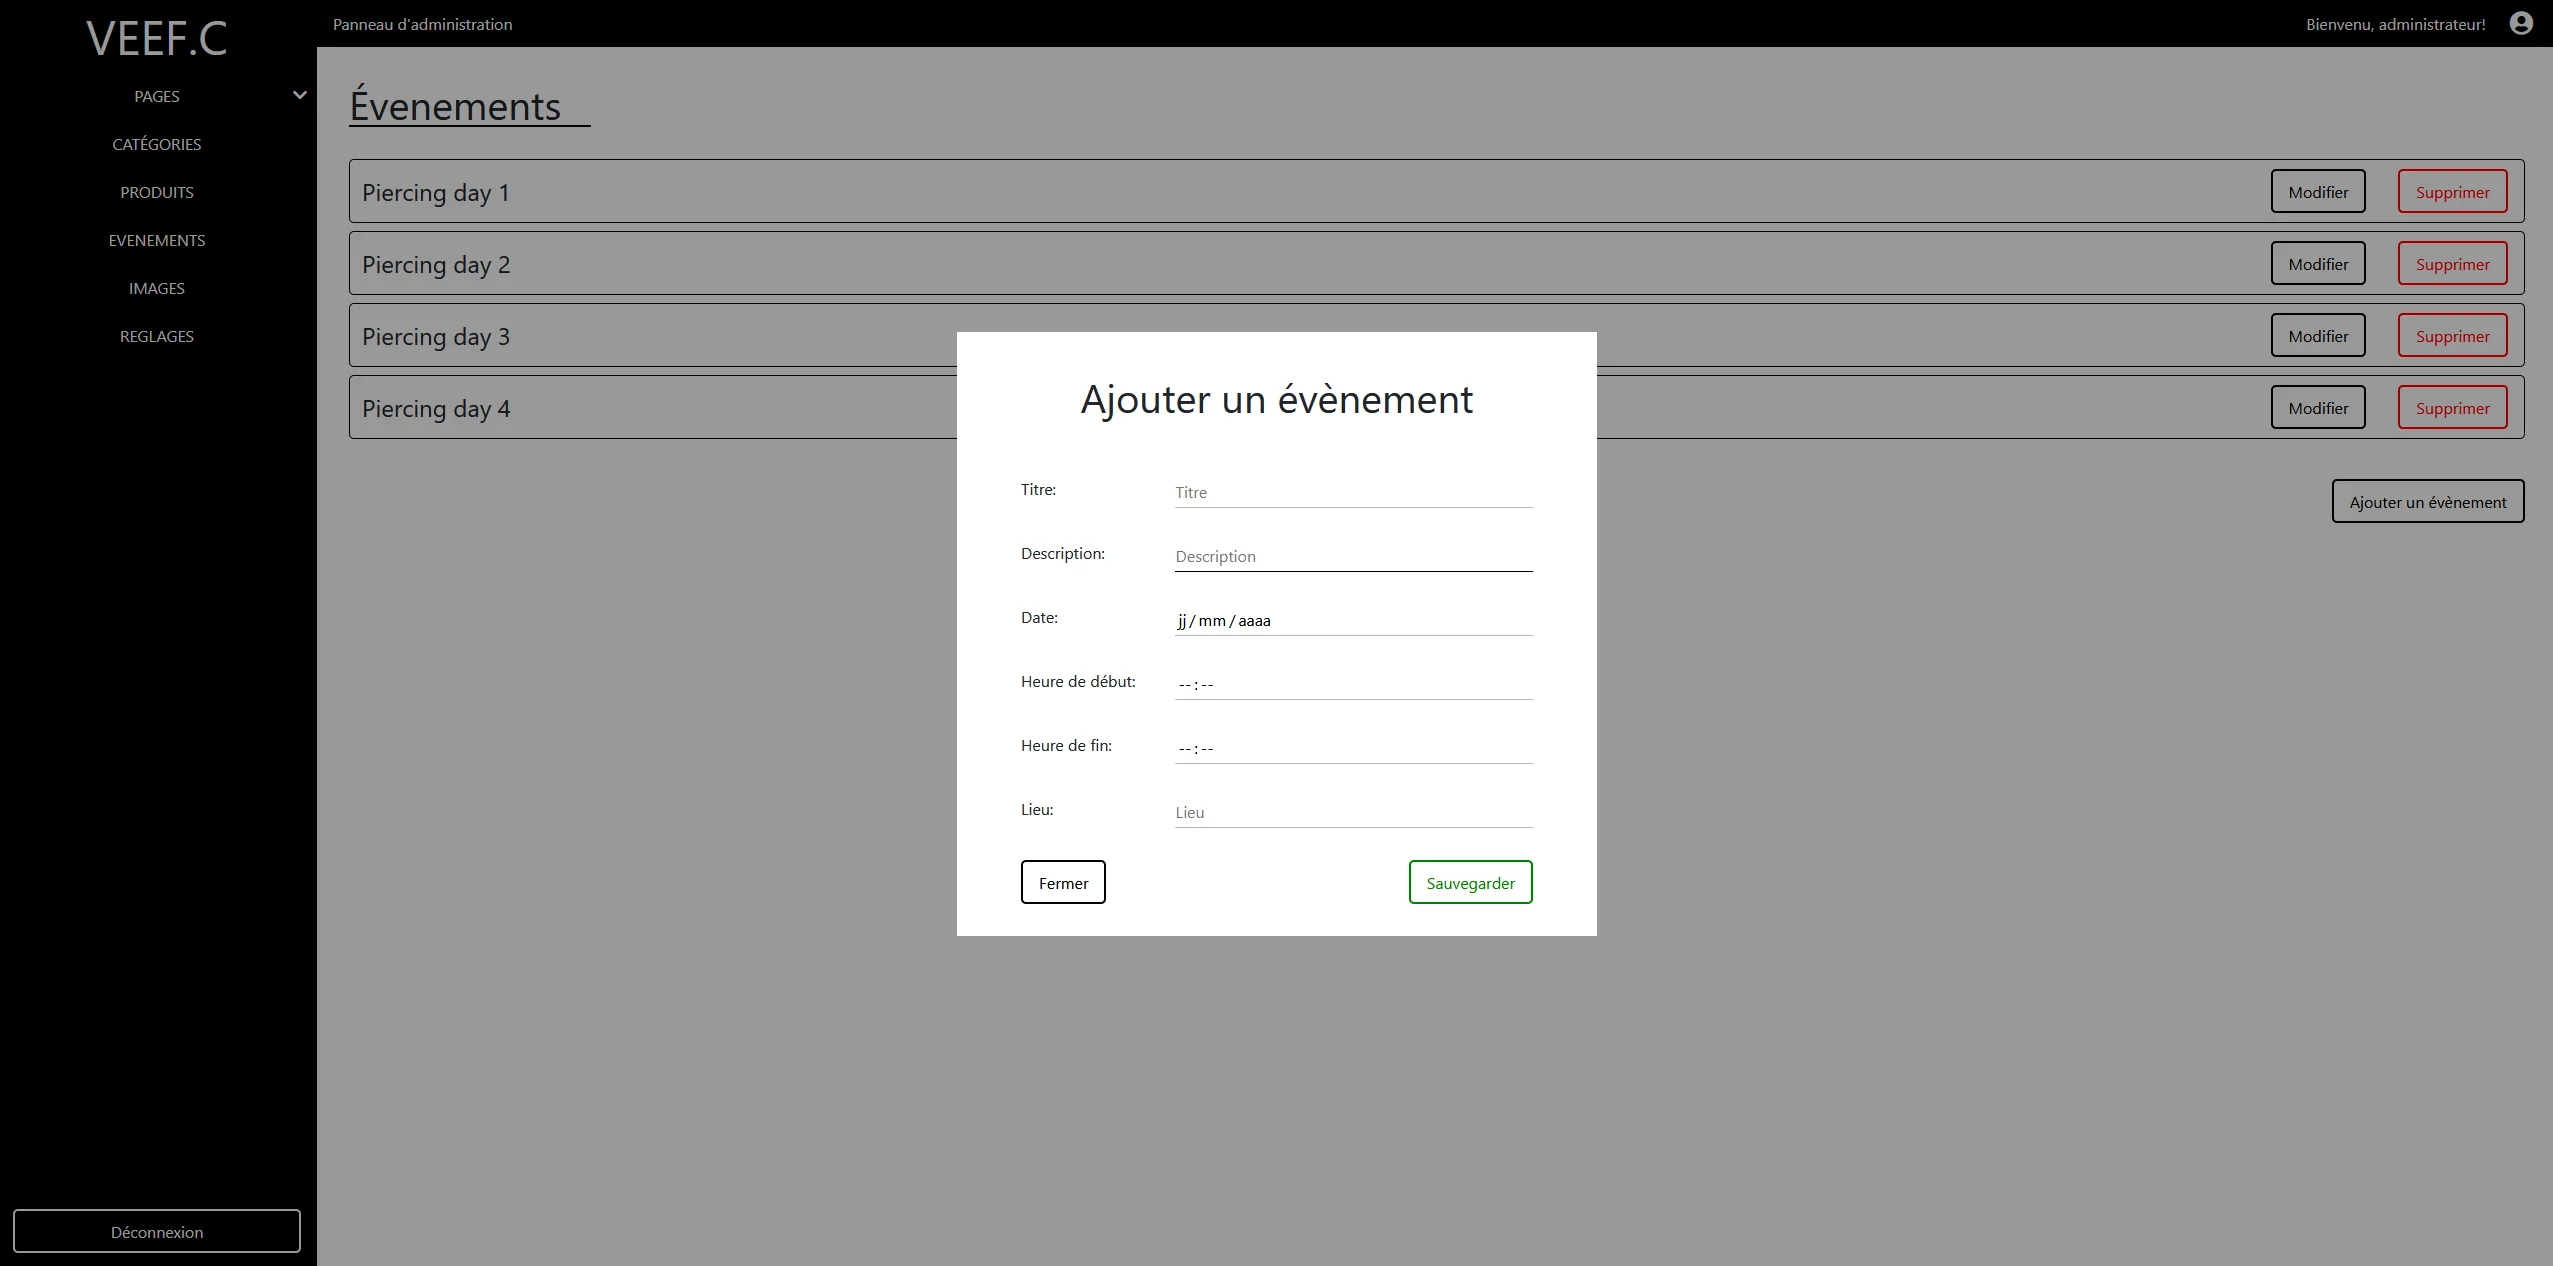 VEEF.C
PAGES
CATÉGORIES
PRODUITS
EVENEMENTS
IMAGES
REGLAGES
Déconnexion
Panneau d'administration
Bienvenu, administrateur!
Évenements
Piercing day 1
Modifier
Supprimer
Piercing day 2
Modifier
Supprimer
Piercing day 3
Modifier
Supprimer
Piercing day 4
Modifier
Supprimer
Ajouter un évènement
Ajouter un évènement
Titre:
Titre
Description:
Description
Date:
jj/mm/aaaa
Heure de début:
--:--
Heure de fin:
--:--
Lieu:
Lieu
Fermer
Sauvegarder